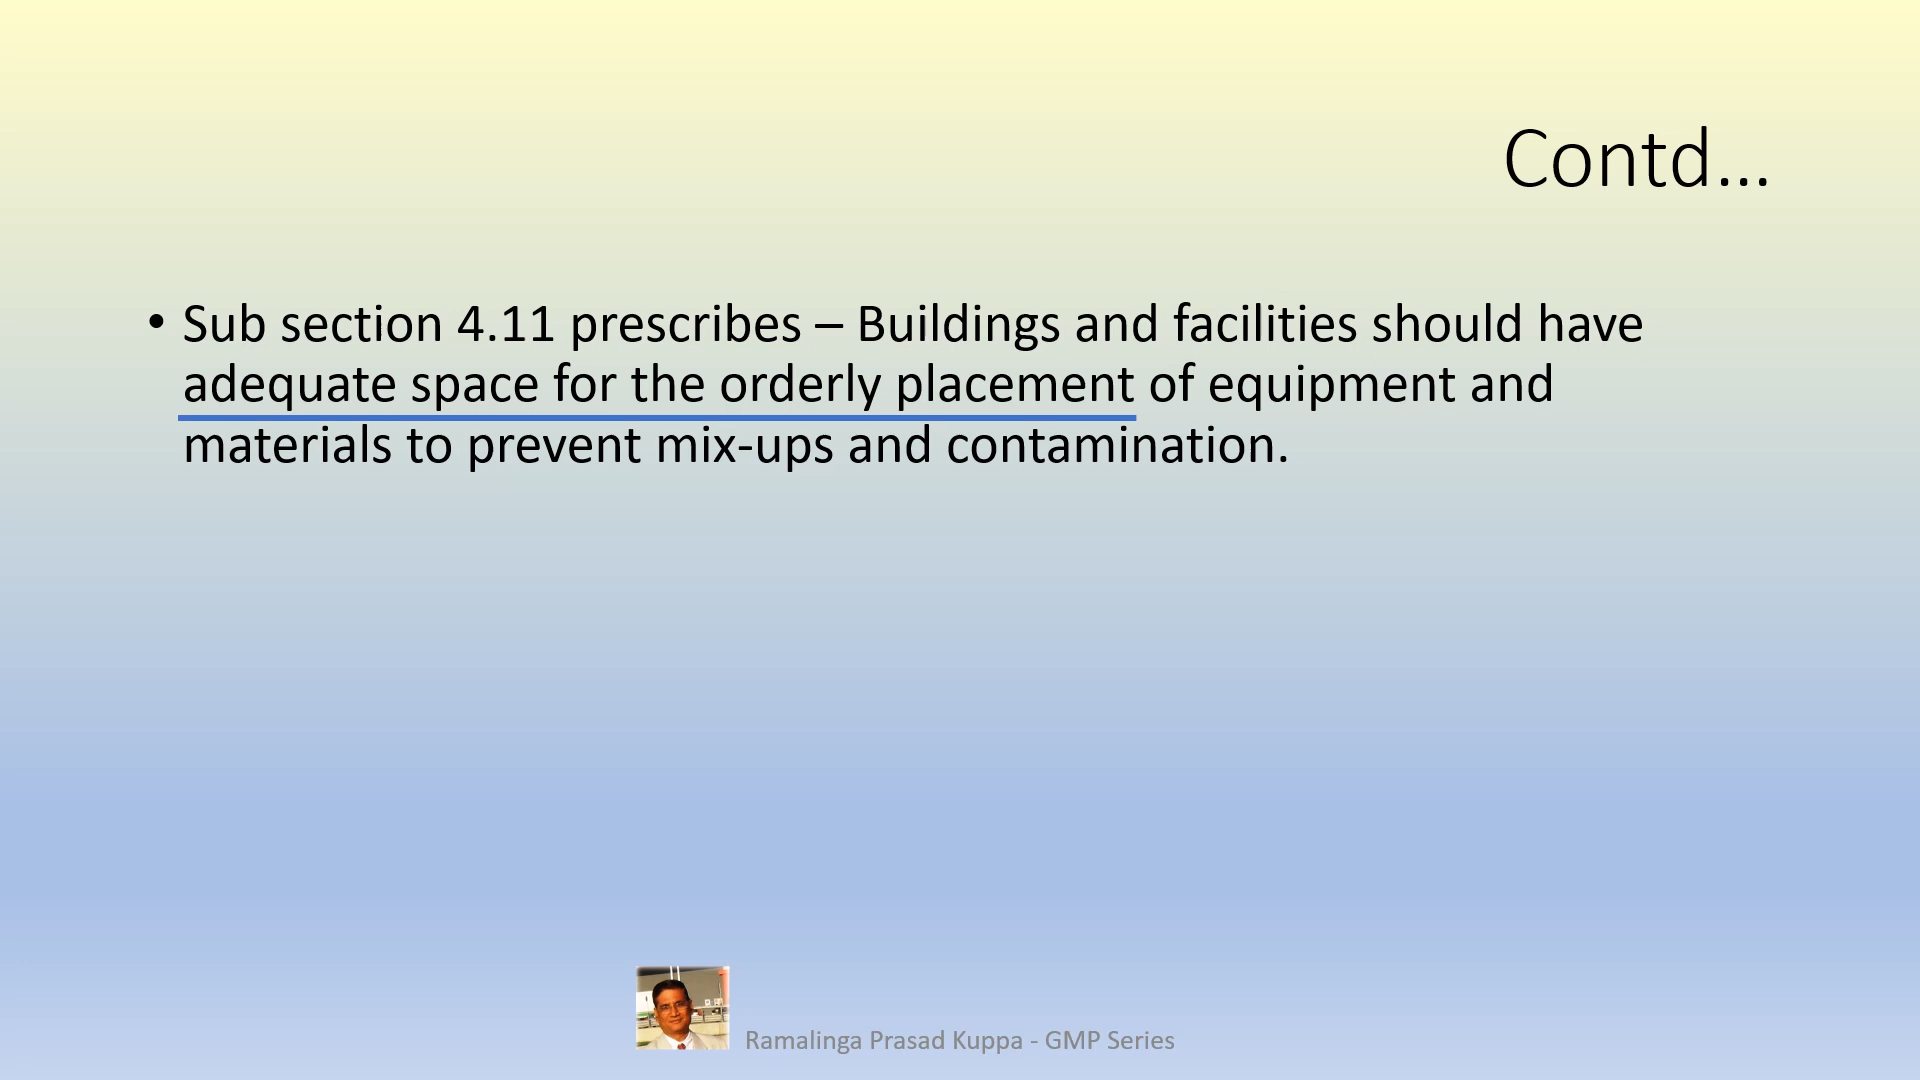 Contd...
• Sub section 4.11 prescribes – Buildings and facilities should have
adequate space for the orderly placement of equipment and
materials to prevent mix-ups and contamination.
Ramalinga Prasad Kuppa - GMP Series